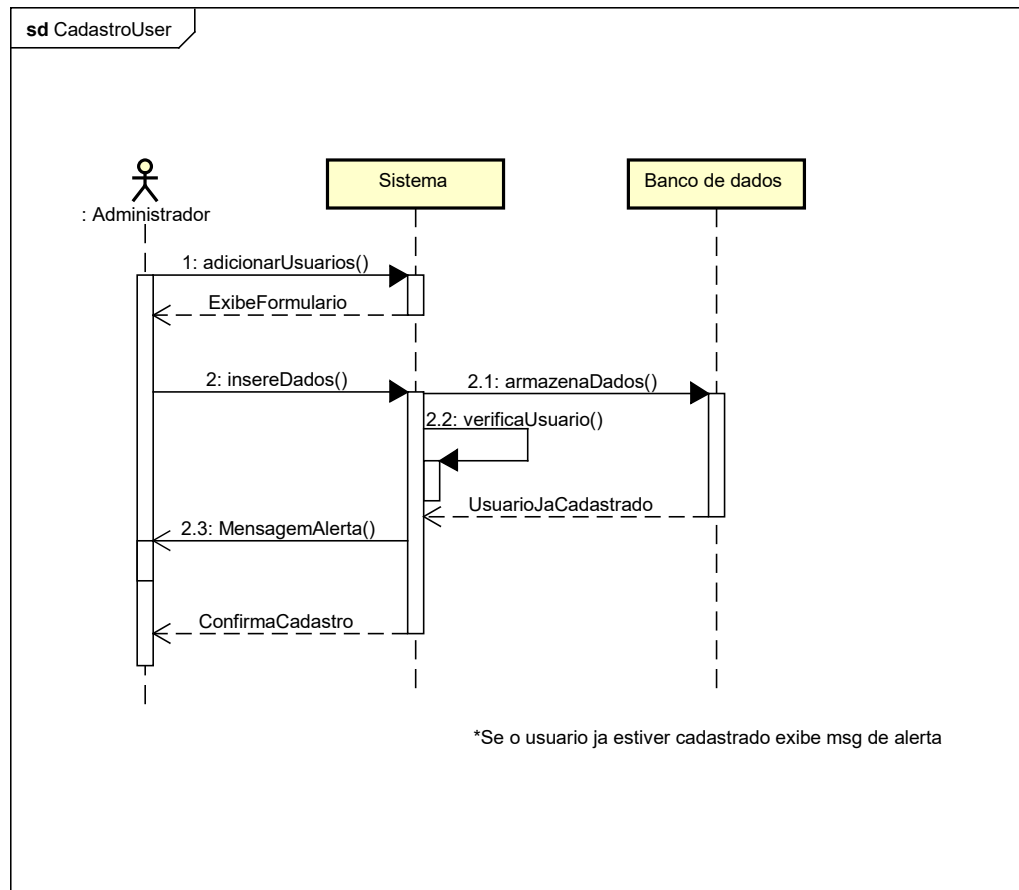 sd CadastroUser
Sistema
Banco de dados
: Administrador
1: adicionarUsuarios()
ExibeFormulario
2: insereDados()
2.1: armazenaDados()
2.2: verificaUsuario()
UsuarioJaCadastrado
2.3: MensagemAlerta()
ConfirmaCadastro
*Se o usuario ja estiver cadastrado exibe msg de alerta